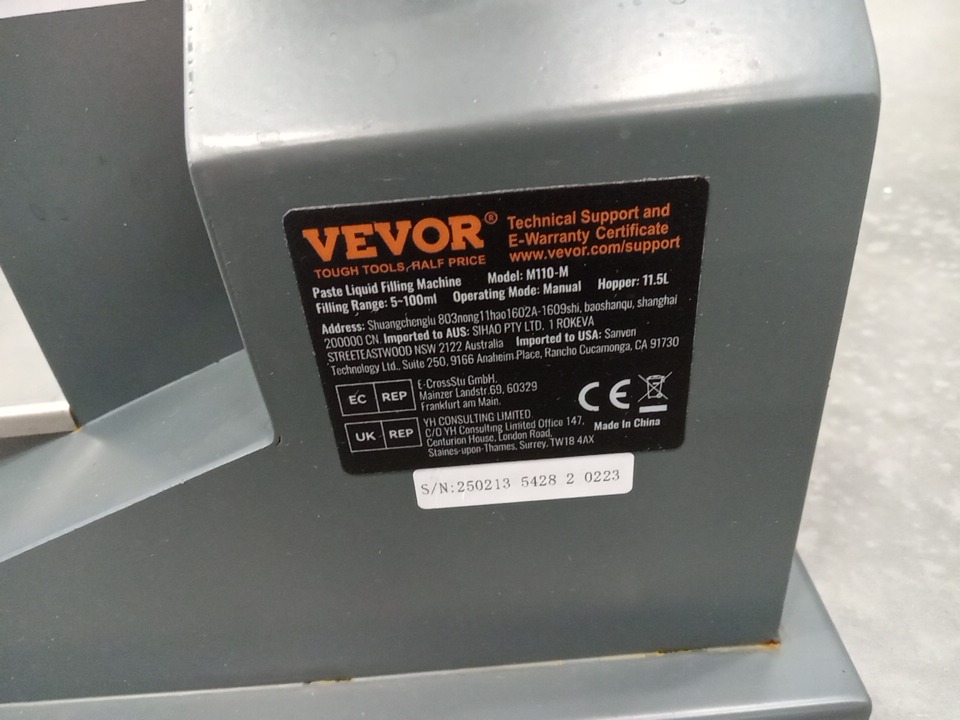 VEVOR® Technical Support and
E-Warranty Certificate
www.vevor.com/support
TOUGH TOOLS, HALF PRICE
Paste Liquid Filling Machine Model: M110-M
Filling Range: 5~100ml Operating Mode: Manual Hopper: 11.5L
Address: Shuangchenglu 803nong11hao1602A-1609shi, baoshanqu, shanghai
200000 CN. Imported to AUS: SIHAO PTY LTD. 1 ROKEVA
STREETEASTWOOD NSW 2122 Australia Imported to USA: Sanven
Technology Ltd.. Suite 250, 9166 Anaheim Place, Rancho Cucamonga, CA 91730
EC REP
E-CrossStu GmbH.
Mainzer Landstr.69, 60329
Frankfurt am Main.
CE
UK REP
YH CONSULTING LIMITED
C/O YH Consulting Limited Office 147,
Centurion House, London Road,
Staines-upon-Thames, Surrey, TW18 4AX
Made In China
S/N:250213 5428 2 0223